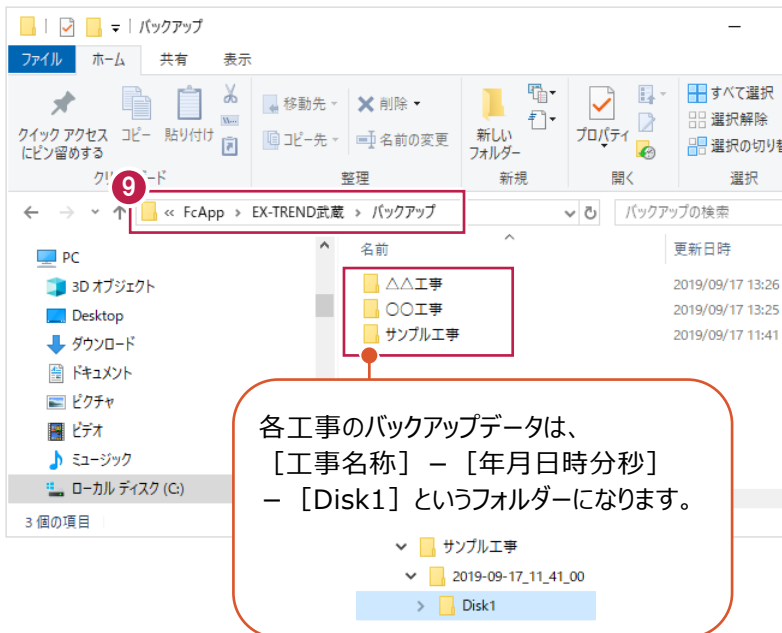 バックアップ
ファイル ホーム 共有 表示
クイック アクセス
にピン留めする
コピー 貼り付け
移動先 削除
コピー先 名前の変更
新しい
フォルダー
プロパティ
すべて選択
選択解除
選択の切り替
整理 新規 開く 選択
9
« FcApp › EX-TREND武蔵 › バックアップ
バックアップの検索
PC
3D オブジェクト
Desktop
ダウンロード
ドキュメント
ピクチャ
ビデオ
ミュージック
ローカル ディスク (C:)
3 個の項目
名前 更新日時
△△工事 2019/09/17 13:26
○○工事 2019/09/17 13:25
サンプル工事 2019/09/17 11:41
各工事のバックアップデータは、
［工事名称］－［年月日時分秒］
－［Disk1］というフォルダーになります。
サンプル工事
2019-09-17_11_41_00
Disk1